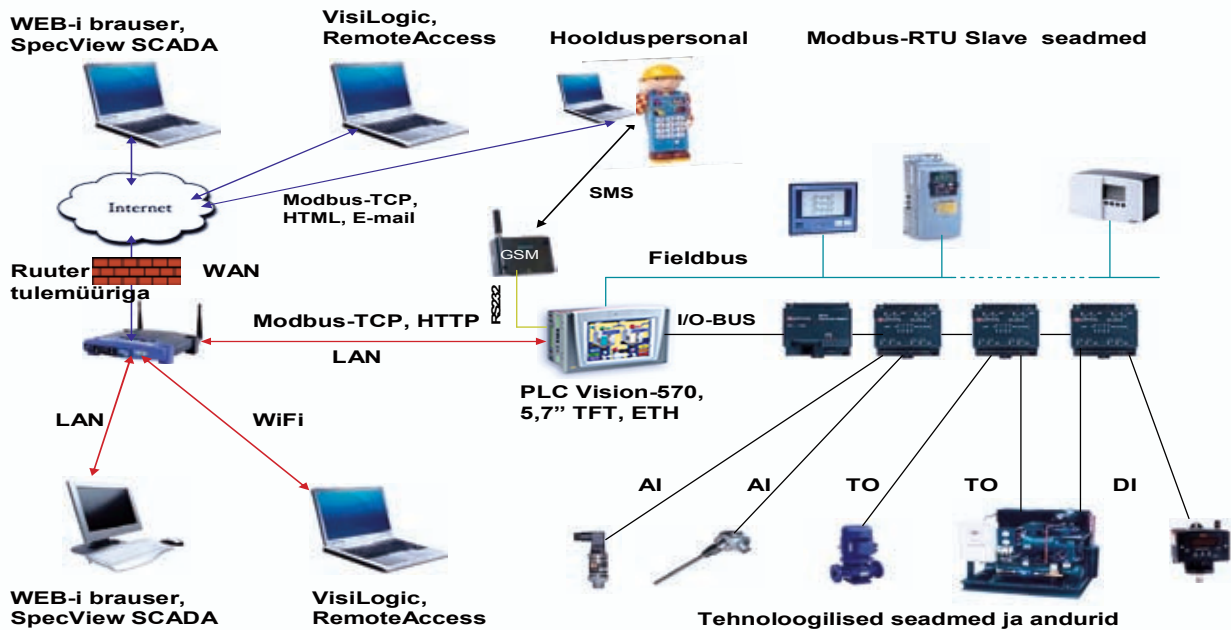 WEB-i brauser,
SpecView SCADA
VisiLogic,
RemoteAccess
Hooolduspersonal
Modbus-RTU Slave seadmed
SMS
Internet
Modbus-TCP,
HTML, E-mail
GSM
Ruuter
tulemüüriga
WAN
Fieldbus
RS232
Modbus-TCP, HTTP
LAN
I/O-BUS
PLC Vision-570,
5,7” TFT, ETH
LAN
WiFi
AI
AI
TO
TO
DI
WEB-i brauser,
SpecView SCADA
VisiLogic,
RemoteAccess
Tehnoloogilised seadmed ja andurid